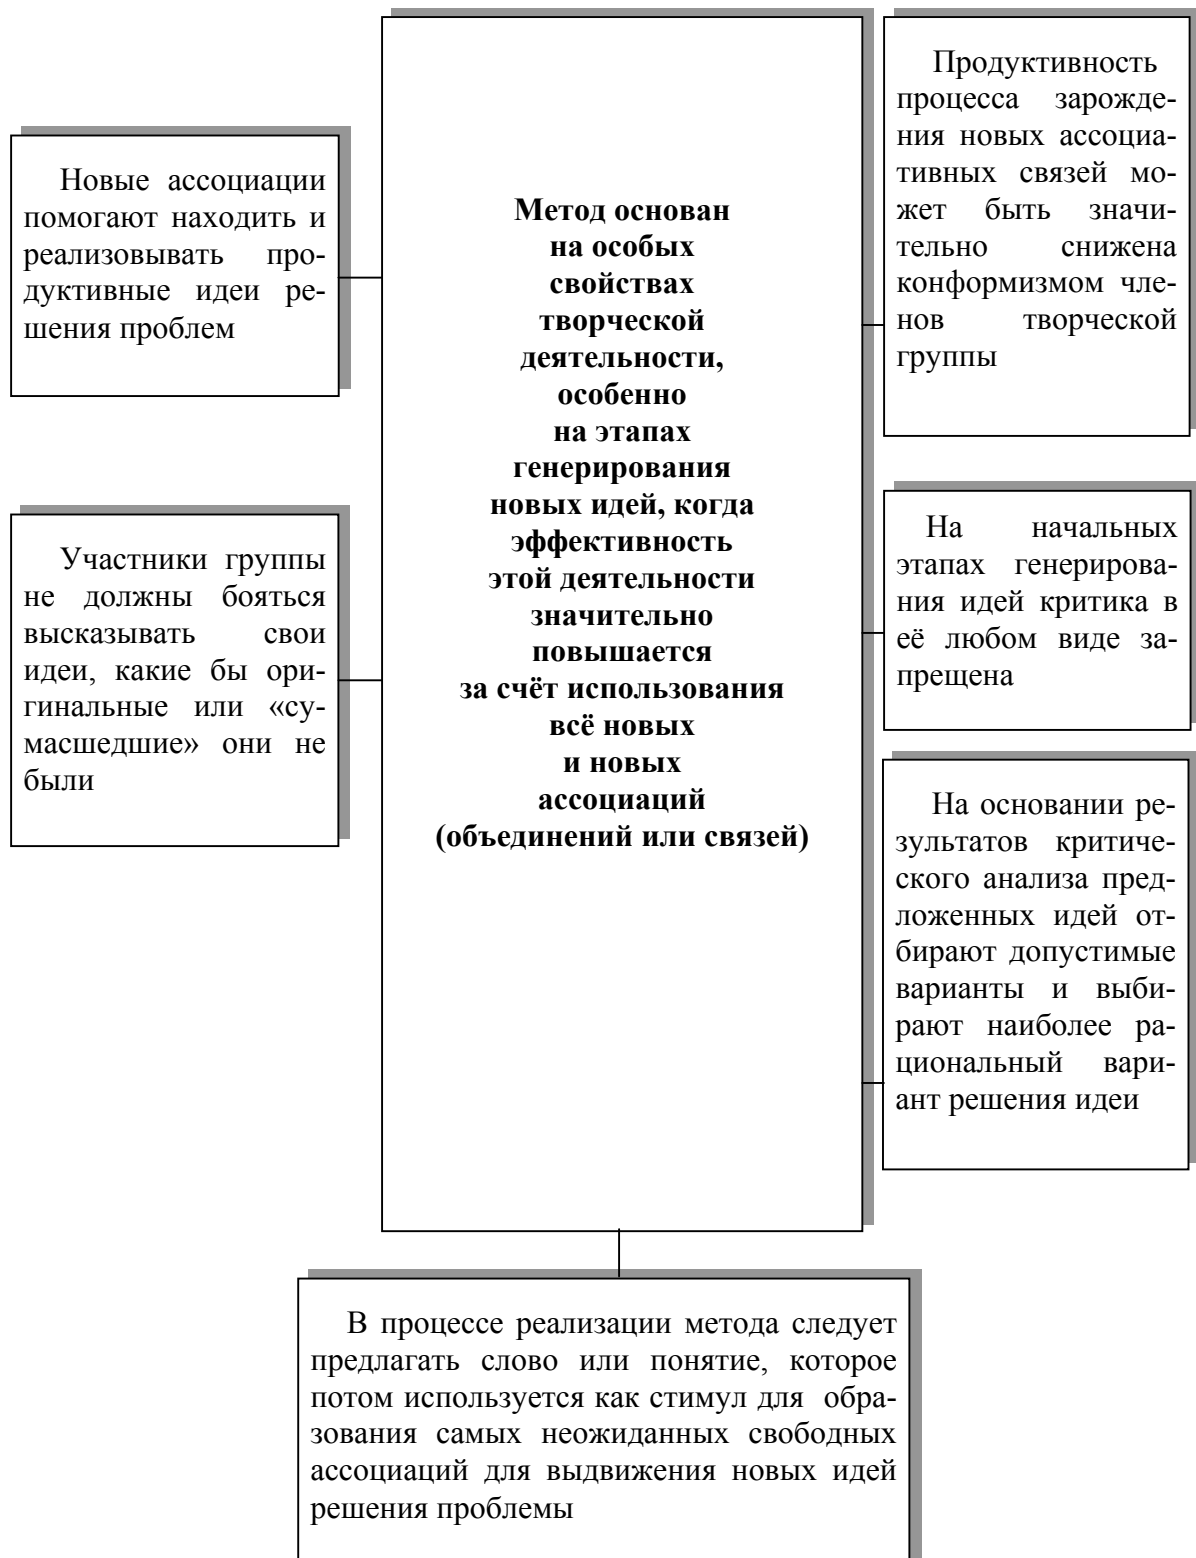 Новые ассоциации
помогают находить и
реализовывать про-
дуктивные идеи ре-
шения проблем
Участники группы
не должны бояться
высказывать свои
идеи, какие бы ори-
гинальные или «су-
масшедшие» они не
были
Метод основан
на особых
свойствах
творческой
деятельности,
особенно
на этапах
генерирования
новых идей, когда
эффективность
этой деятельности
значительно
повышается
за счёт использования
всё новых
и новых
ассоциаций
(объединений или связей)
Продуктивность
процесса зарожде-
ния новых ассоциа-
тивных связей мо-
жет быть значи-
тельно снижена
конформизмом чле-
нов творческой
группы
На начальных
этапах генерирова-
ния идей критика в
её любом виде за-
прещена
На основании ре-
зультатов критиче-
ского анализа пред-
ложенных идей от-
бирают допустимые
варианты и выби-
рают наиболее ра-
циональный вари-
ант решения идеи
В процессе реализации метода следует
предлагать слово или понятие, которое
потом используется как стимул для обра-
зования самых неожиданных свободных
ассоциаций для выдвижения новых идей
решения проблемы